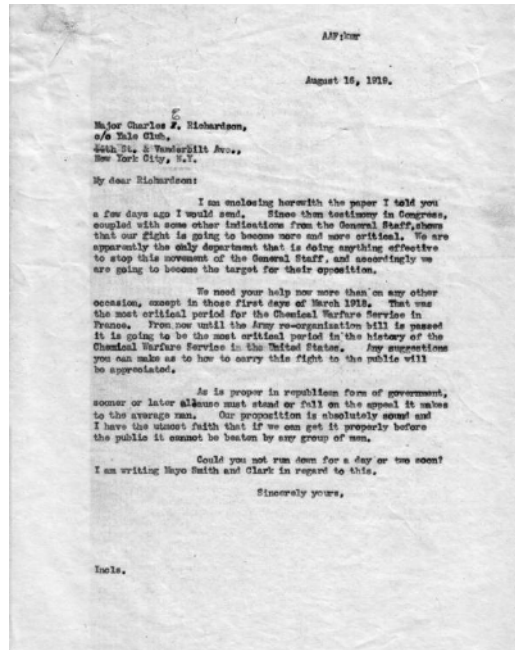 AAF:kmr
August 16, 1919.
E
Major Charles E. Richardson,
c/o Yale Club,
44th St. & Vanderbilt Ave.,
New York City, N.Y.
My dear Richardson:
I am enclosing herewith the paper I told you
a few days ago I would send. Since then testimony in Congress,
coupled with some other indications from the General Staff,shows
that our fight is going to become more and more critical. We are
apparently the only department that is doing anything effective
to stop this movement of the General Staff, and accordingly we
are going to become the target for their opposition.
We need your help now more than on any other
occasion, except in those first days of March 1918. That was
the most critical period for the Chemical Warfare Service in
France. From now until the Army re-organization bill is passed
it is going to be the most critical period in the history of the
Chemical Warfare Service in the United States. Any suggestions
you can make as to how to carry this fight to the public will
be appreciated.
As is proper in republican form of government,
sooner or later a cause must stand or fall on the appeal it makes
to the average man. Our proposition is absolutely sound and
I have the utmost faith that if we can get it properly before
the public it cannot be beaten by any group of men.
Could you not run down for a day or two soon?
I am writing Mayo Smith and Clark in regard to this.
Sincerely yours,
Incls.